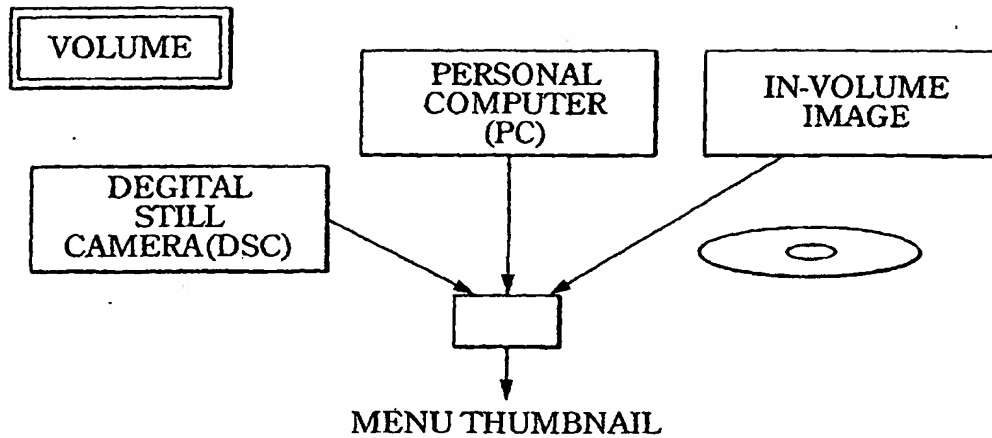 VOLUME
PERSONAL
COMPUTER
(PC)
IN-VOLUME
IMAGE
DEGITAL
STILL
CAMERA(DSC)
MENU THUMBNAIL